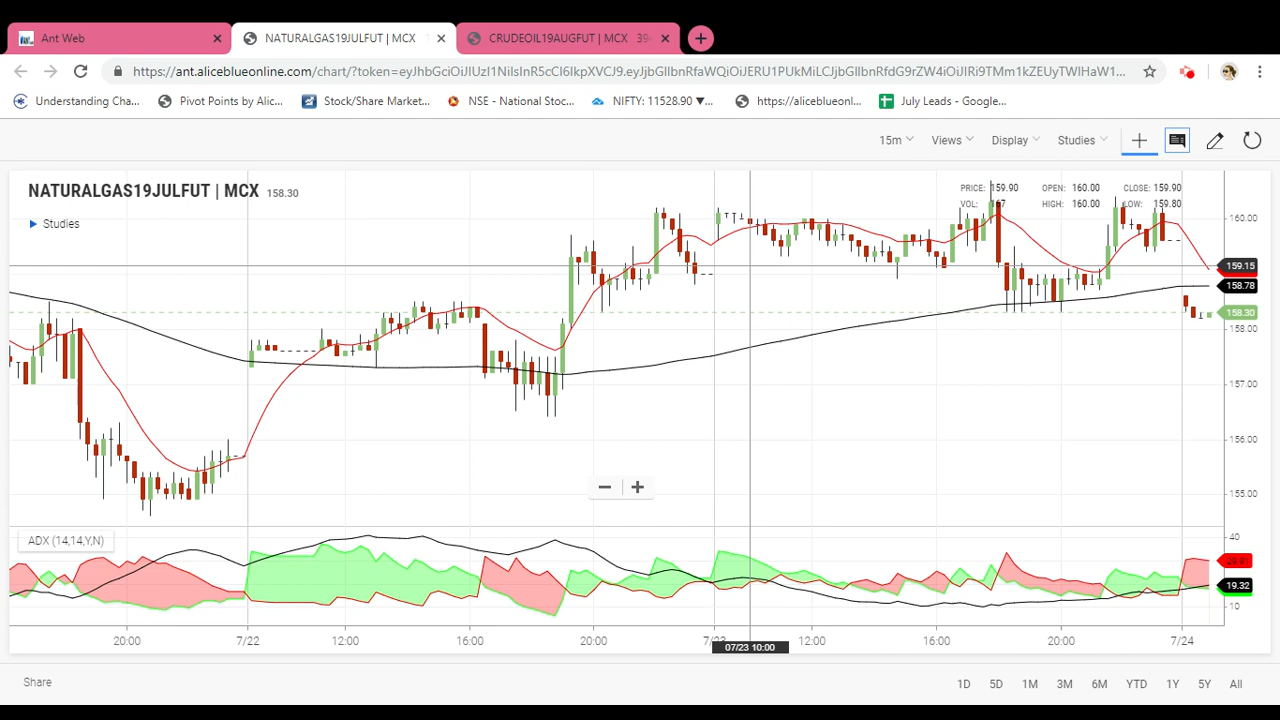 Ant Web
NATURALGAS19JULFUT | MCX
CRUDEOIL19AUGFUT | MCX 394
Understanding Cha...
Pivot Points by Alic...
Stock/Share Market...
NSE - National Stoc...
NIFTY: 11528.90 ▼...
https://aliceblueonl...
July Leads - Google...
15m
Views
Display
Studies
NATURALGAS19JULFUT | MCX 158.30
Studies
PRICE: 159.90 OPEN: 160.00 CLOSE: 159.90
VOL: HIGH: 160.00 LOW: 159.80
160.00
159.15
158.78
158.30
158.00
157.00
156.00
155.00
ADX (14,14,Y,N)
40
19.32
10
20:00 7/22 12:00 16:00 20:00 7/23 12:00 16:00 20:00 7/24
07/23 10:00
Share
1D 5D 1M 3M 6M YTD 1Y 5Y All